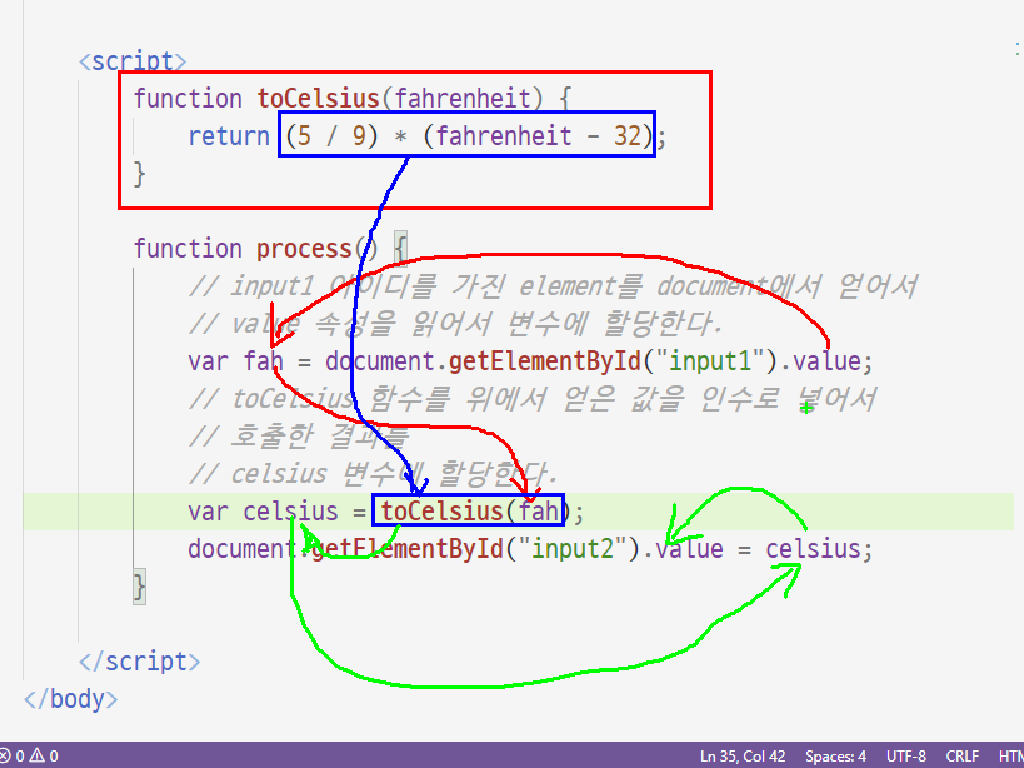 <script>
function toCelsius(fahrenheit) {
return (5 / 9) * (fahrenheit - 32);
}
function process() {
// input1 아이디를 가진 element를 document에서 얻어서
// value 속성을 읽어서 변수에 할당한다.
var fah = document.getElementById("input1").value;
// toCelsius 함수를 위에서 얻은 값을 인수로 넣어서
// 호출한 결과를
// celsius 변수에 할당한다.
var celsius = toCelsius(fah);
document.getElementById("input2").value = celsius;
}
</script>
</body>
0 0 Ln 35, Col 42 Spaces: 4 UTF-8 CRLF